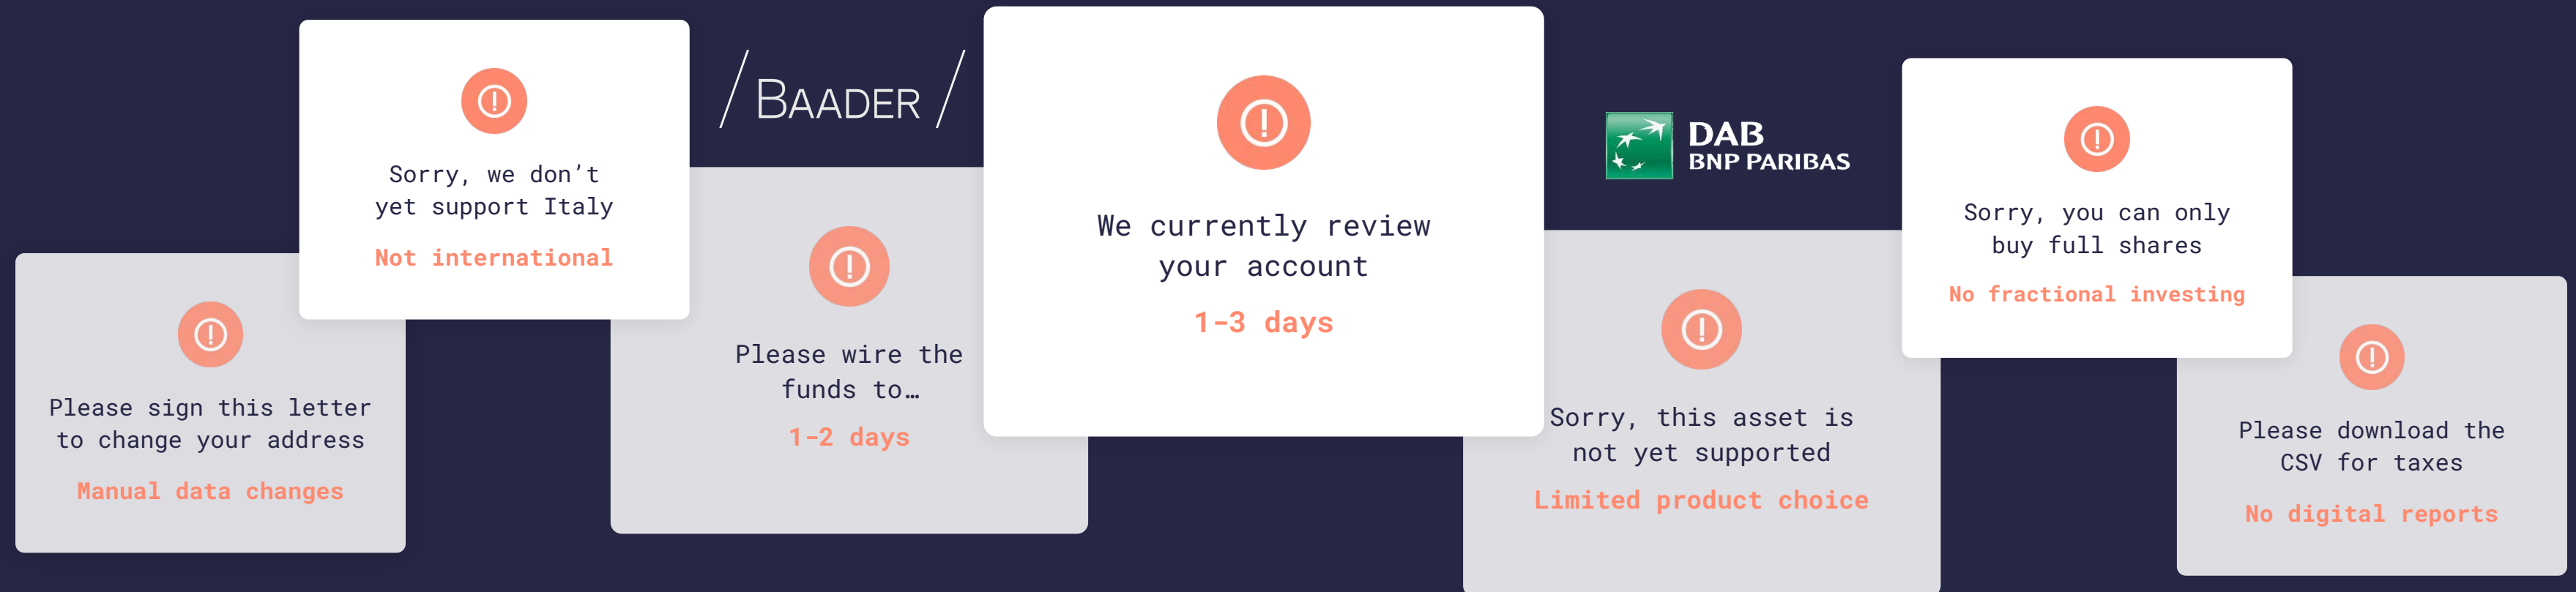 Please sign this letter
to change your address
Manual data changes
Sorry, we don't
yet support Italy
Not international
/ BAADER /
Please wire the
funds to…
1-2 days
We currently review
your account
1-3 days
DAB
BNP PARIBAS
Sorry, this asset is
not yet supported
Limited product choice
Sorry, you can only
buy full shares
No fractional investing
Please download the
CSV for taxes
No digital reports